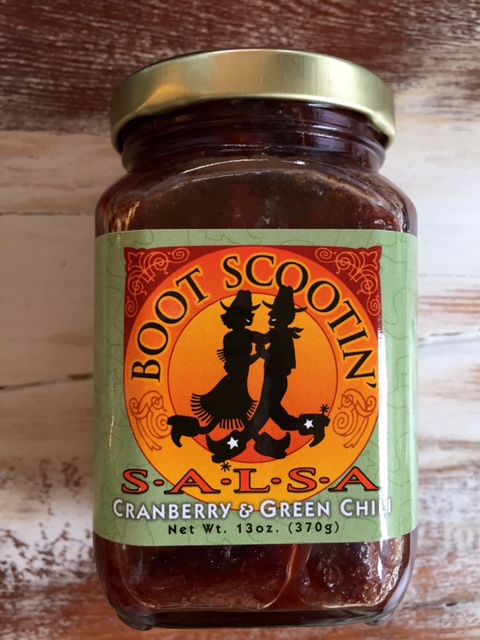 BOOT SCOOTIN'
S·A·L·S·A
CRANBERRY & GREEN CHILI
Net Wt. 13oz. (370g)